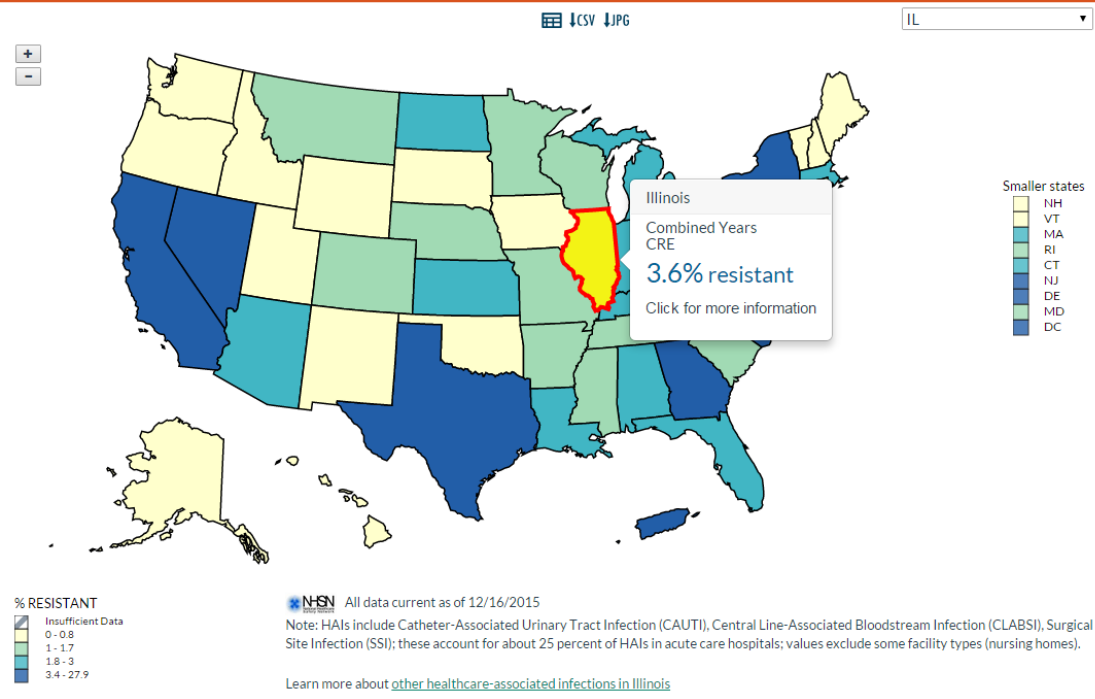 CSV JPG
IL
+
-
Illinois
Combined Years
CRE
3.6% resistant
Click for more information
Smaller states
NH
VT
MA
RI
CT
NJ
DE
MD
DC
% RESISTANT
Insufficient Data
0 - 0.8
1 - 1.7
1.8 - 3
3.4 - 27.9
NHSN All data current as of 12/16/2015
Note: HAIs include Catheter-Associated Urinary Tract Infection (CAUTI), Central Line-Associated Bloodstream Infection (CLABSI), Surgical
Site Infection (SSI); these account for about 25 percent of HAIs in acute care hospitals; values exclude some facility types (nursing homes).
Learn more about other healthcare-associated infections in Illinois